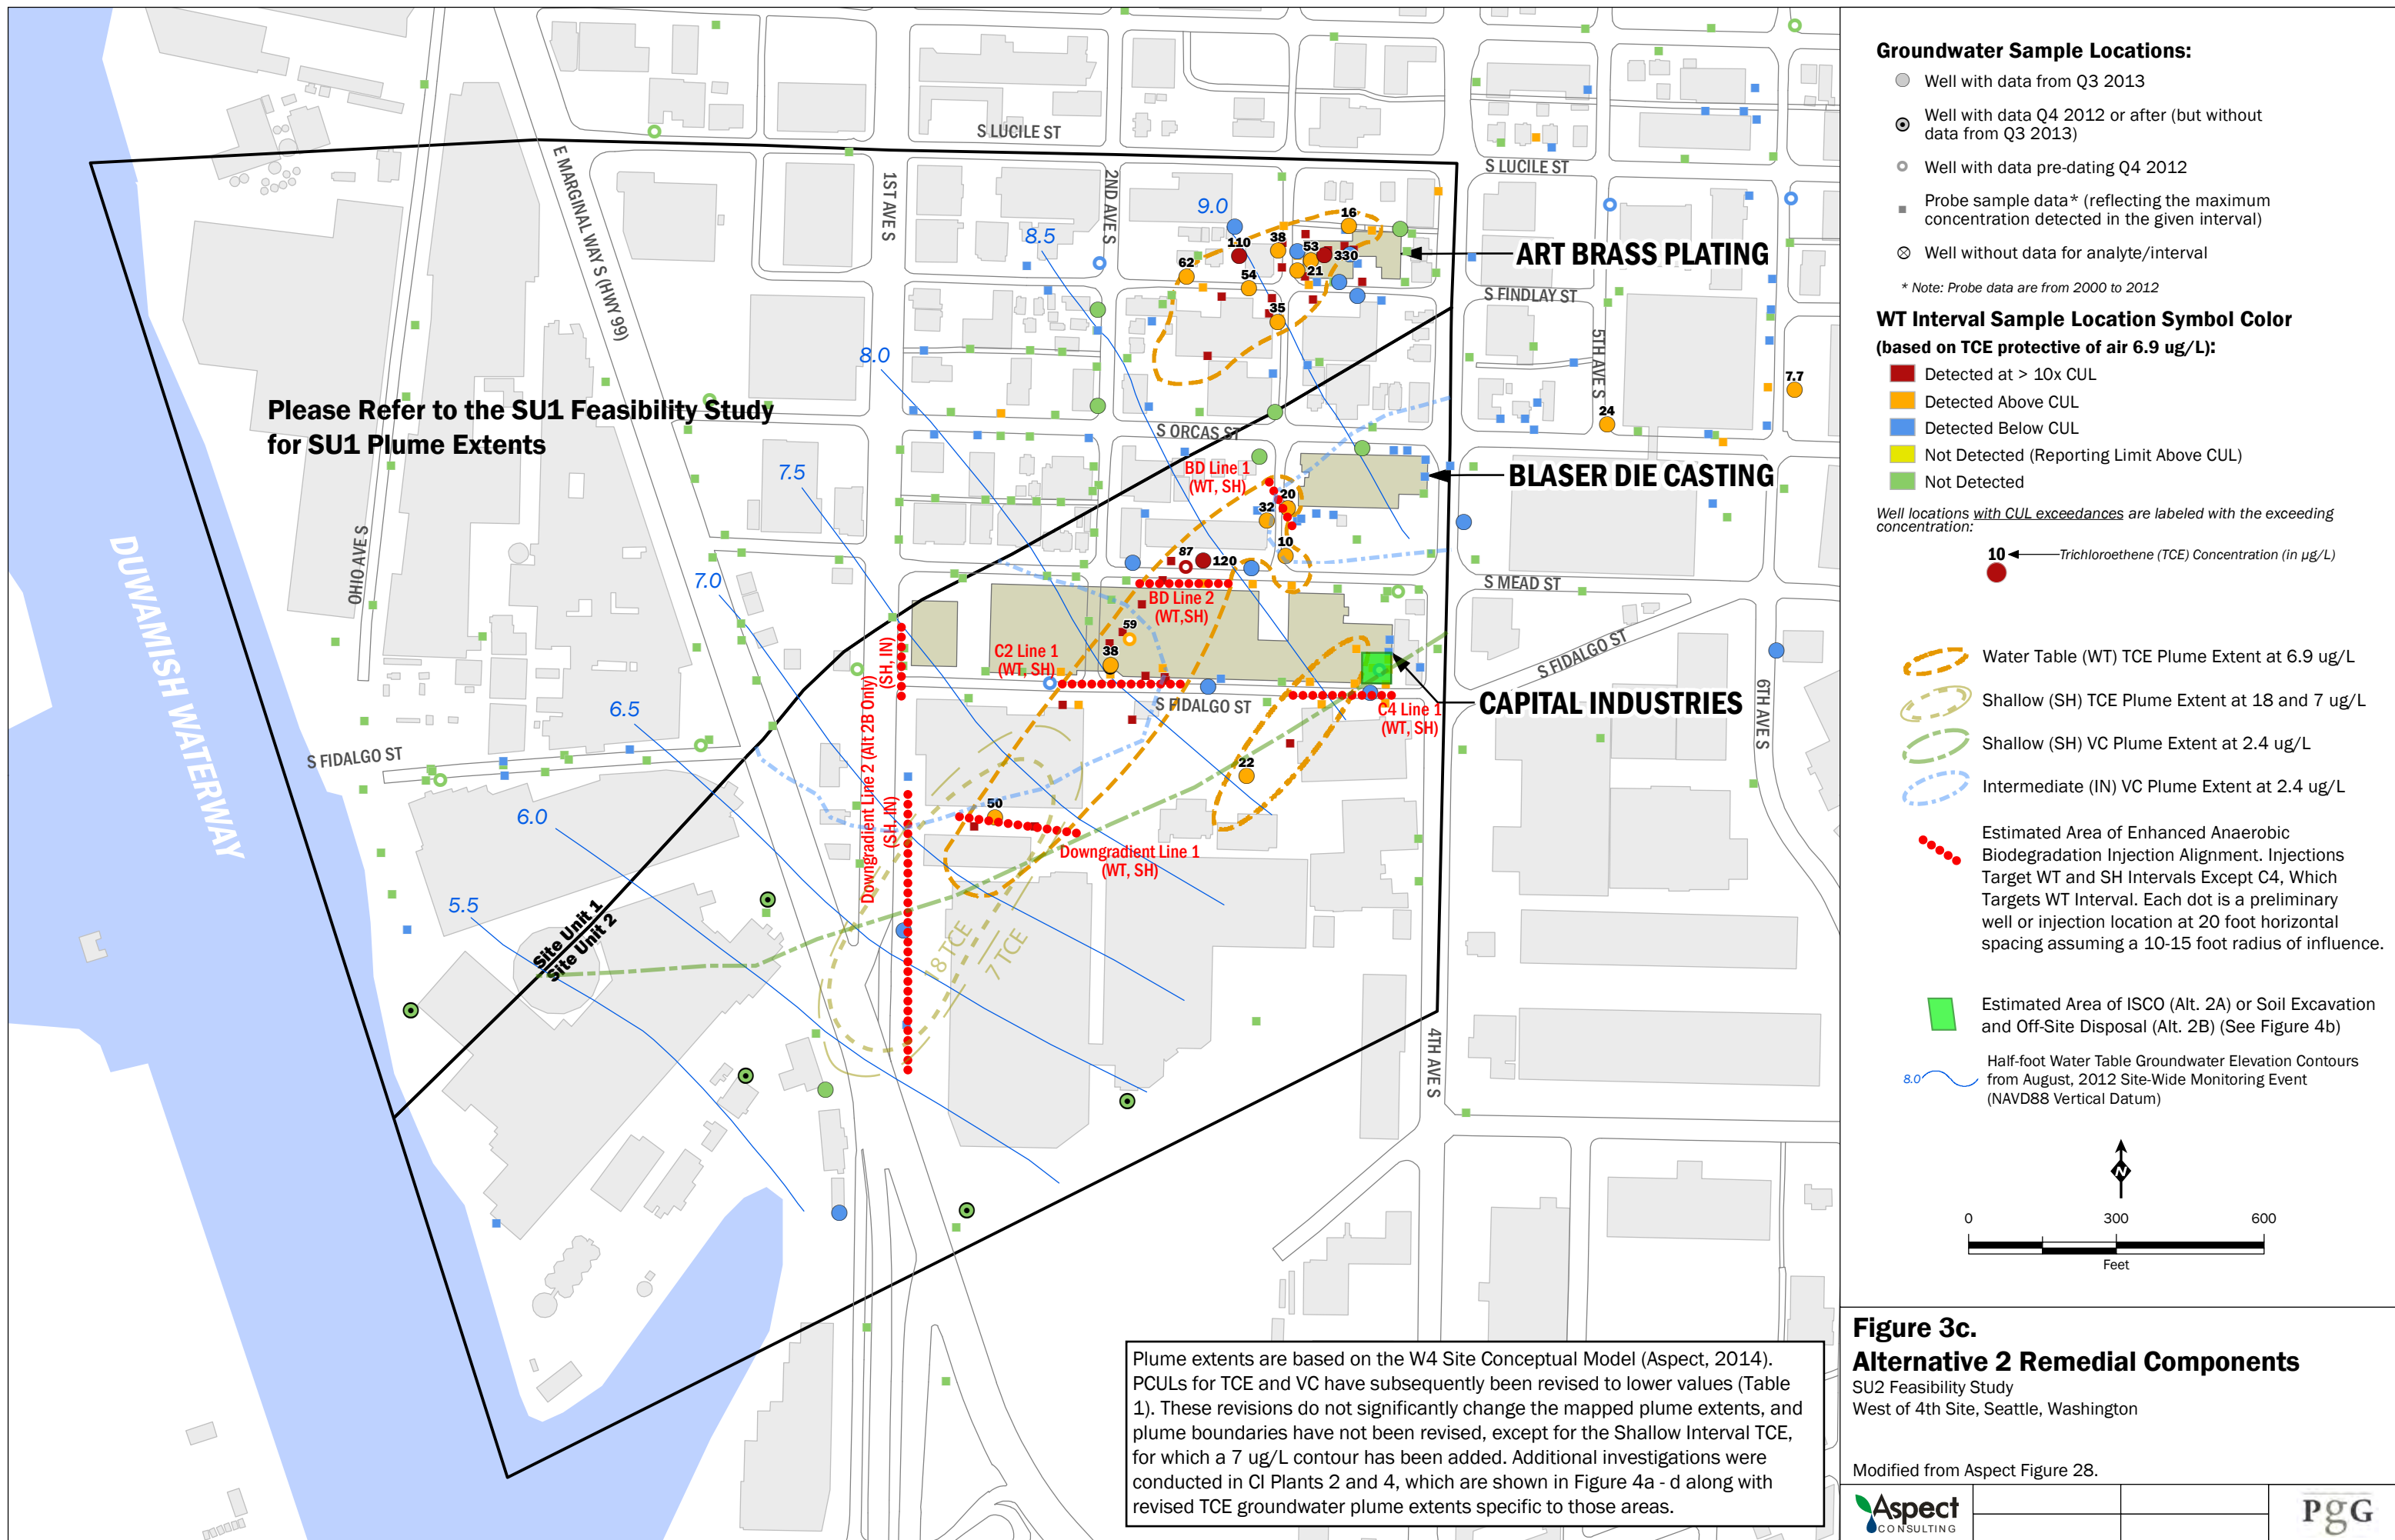 S LUCILE ST
S LUCILE ST
E MARGINAL WAY S (HWY 99)
1ST AVE S
2ND AVE S
9.0
8.5
16
110
38
53
330
62
54
21
35
ART BRASS PLATING
S FINDLAY ST
5TH AVE S
8.0
7.7
24
Please Refer to the SU1 Feasibility Study
for SU1 Plume Extents
S ORCAS ST
7.5
BD Line 1
(WT, SH)
BLASER DIE CASTING
20
32
10
87
120
OHIO AVE S
DUWAMISH WATERWAY
7.0
S MEAD ST
BD Line 2
(WT,SH)
59
38
C2 Line 1
(WT, SH)
S FIDALGO ST
6TH AVE S
Downgradient Line 2 (Alt 2B Only)
(SH, IN)
(SH, IN)
6.5
S FIDALGO ST
C4 Line 1
(WT, SH)
CAPITAL INDUSTRIES
S FIDALGO ST
22
50
6.0
Downgradient Line 1
(WT, SH)
5.5
Site Unit 1
Site Unit 2
18 TCE
7 TCE
4TH AVE S
Plume extents are based on the W4 Site Conceptual Model (Aspect, 2014).
PCULs for TCE and VC have subsequently been revised to lower values (Table
1). These revisions do not significantly change the mapped plume extents, and
plume boundaries have not been revised, except for the Shallow Interval TCE,
for which a 7 ug/L contour has been added. Additional investigations were
conducted in CI Plants 2 and 4, which are shown in Figure 4a - d along with
revised TCE groundwater plume extents specific to those areas.
Groundwater Sample Locations:
Well with data from Q3 2013
Well with data Q4 2012 or after (but without
data from Q3 2013)
Well with data pre-dating Q4 2012
Probe sample data* (reflecting the maximum
concentration detected in the given interval)
Well without data for analyte/interval
* Note: Probe data are from 2000 to 2012
WT Interval Sample Location Symbol Color
(based on TCE protective of air 6.9 ug/L):
Detected at > 10x CUL
Detected Above CUL
Detected Below CUL
Not Detected (Reporting Limit Above CUL)
Not Detected
Well locations with CUL exceedances are labeled with the exceeding
concentration:
10 Trichloroethene (TCE) Concentration (in µg/L)
Water Table (WT) TCE Plume Extent at 6.9 ug/L
Shallow (SH) TCE Plume Extent at 18 and 7 ug/L
Shallow (SH) VC Plume Extent at 2.4 ug/L
Intermediate (IN) VC Plume Extent at 2.4 ug/L
Estimated Area of Enhanced Anaerobic
Biodegradation Injection Alignment. Injections
Target WT and SH Intervals Except C4, Which
Targets WT Interval. Each dot is a preliminary
well or injection location at 20 foot horizontal
spacing assuming a 10-15 foot radius of influence.
Estimated Area of ISCO (Alt. 2A) or Soil Excavation
and Off-Site Disposal (Alt. 2B) (See Figure 4b)
Half-foot Water Table Groundwater Elevation Contours
8.0 from August, 2012 Site-Wide Monitoring Event
(NAVD88 Vertical Datum)
N
0 300 600
Feet
Figure 3c.
Alternative 2 Remedial Components
SU2 Feasibility Study
West of 4th Site, Seattle, Washington
Modified from Aspect Figure 28.
Aspect
CONSULTING
PgG